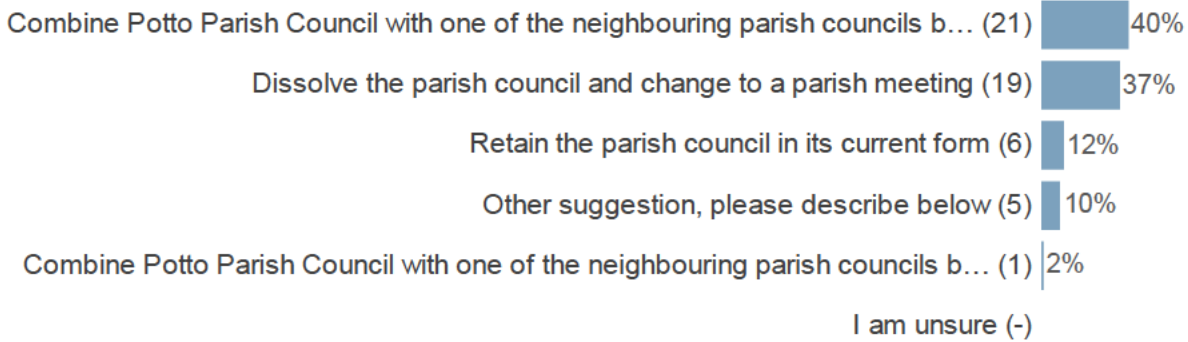 Combine Potto Parish Council with one of the neighbouring parish councils b… (21) 40%
Dissolve the parish council and change to a parish meeting (19) 37%
Retain the parish council in its current form (6) 12%
Other suggestion, please describe below (5) 10%
Combine Potto Parish Council with one of the neighbouring parish councils b… (1) 2%
I am unsure (-)